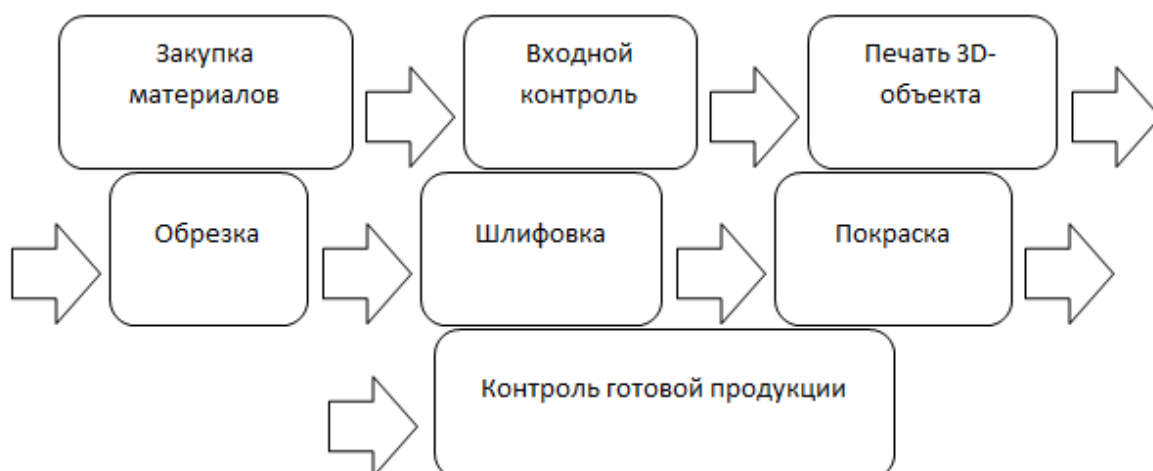 Закупка
материалов
Входной
контроль
Печать 3D-
объекта
Обрезка
Шлифовка
Покраска
Контроль готовой продукции